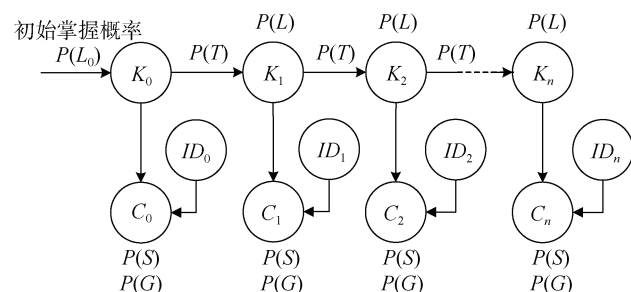 初始掌握概率
P(L) P(L) P(L)
P(L₀) P(T) P(T) P(T)
K₀ K₁ K₂ Kₙ
ID₀ ID₁ ID₂ IDₙ
C₀ C₁ C₂ Cₙ
P(S) P(S) P(S) P(S)
P(G) P(G) P(G) P(G)